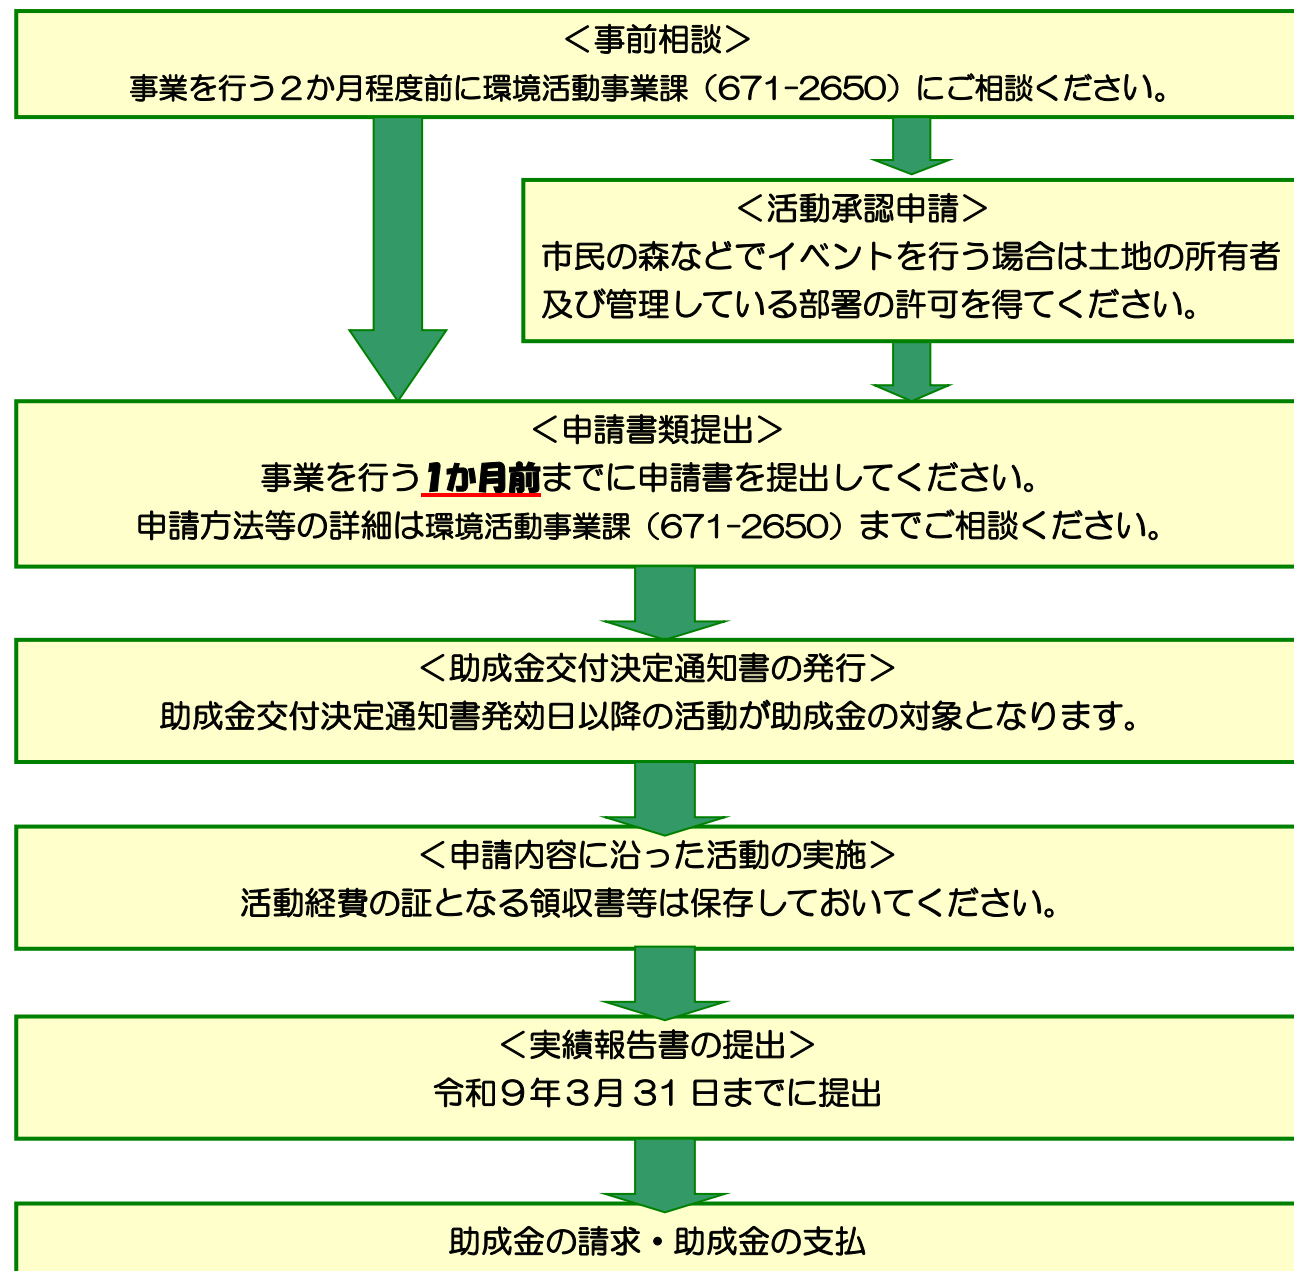 ＜事前相談＞
事業を行う２か月程度前に環境活動事業課（671-2650）にご相談ください。
＜活動承認申請＞
市民の森などでイベントを行う場合は土地の所有者
及び管理している部署の許可を得てください。
＜申請書類提出＞
事業を行う1か月前までに申請書を提出してください。
申請方法等の詳細は環境活動事業課（671-2650）までご相談ください。
＜助成金交付決定通知書の発行＞
助成金交付決定通知書発効日以降の活動が助成金の対象となります。
＜申請内容に沿った活動の実施＞
活動経費の証となる領収書等は保存しておいてください。
＜実績報告書の提出＞
令和９年３月 31 日までに提出
助成金の請求・助成金の支払